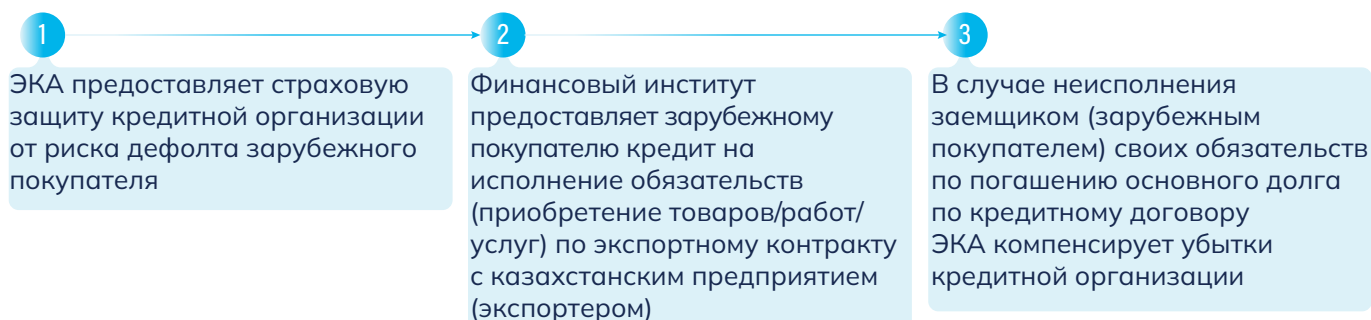 1
ЭКА предоставляет страховую
защиту кредитной организации
от риска дефолта зарубежного
покупателя
2
Финансовый институт
предоставляет зарубежному
покупателю кредит на
исполнение обязательств
(приобретение товаров/работ/
услуг) по экспортному контракту
с казахстанским предприятием
(экспортером)
3
В случае неисполнения
заемщиком (зарубежным
покупателем) своих обязательств
по погашению основного долга
по кредитному договору
ЭКА компенсирует убытки
кредитной организации